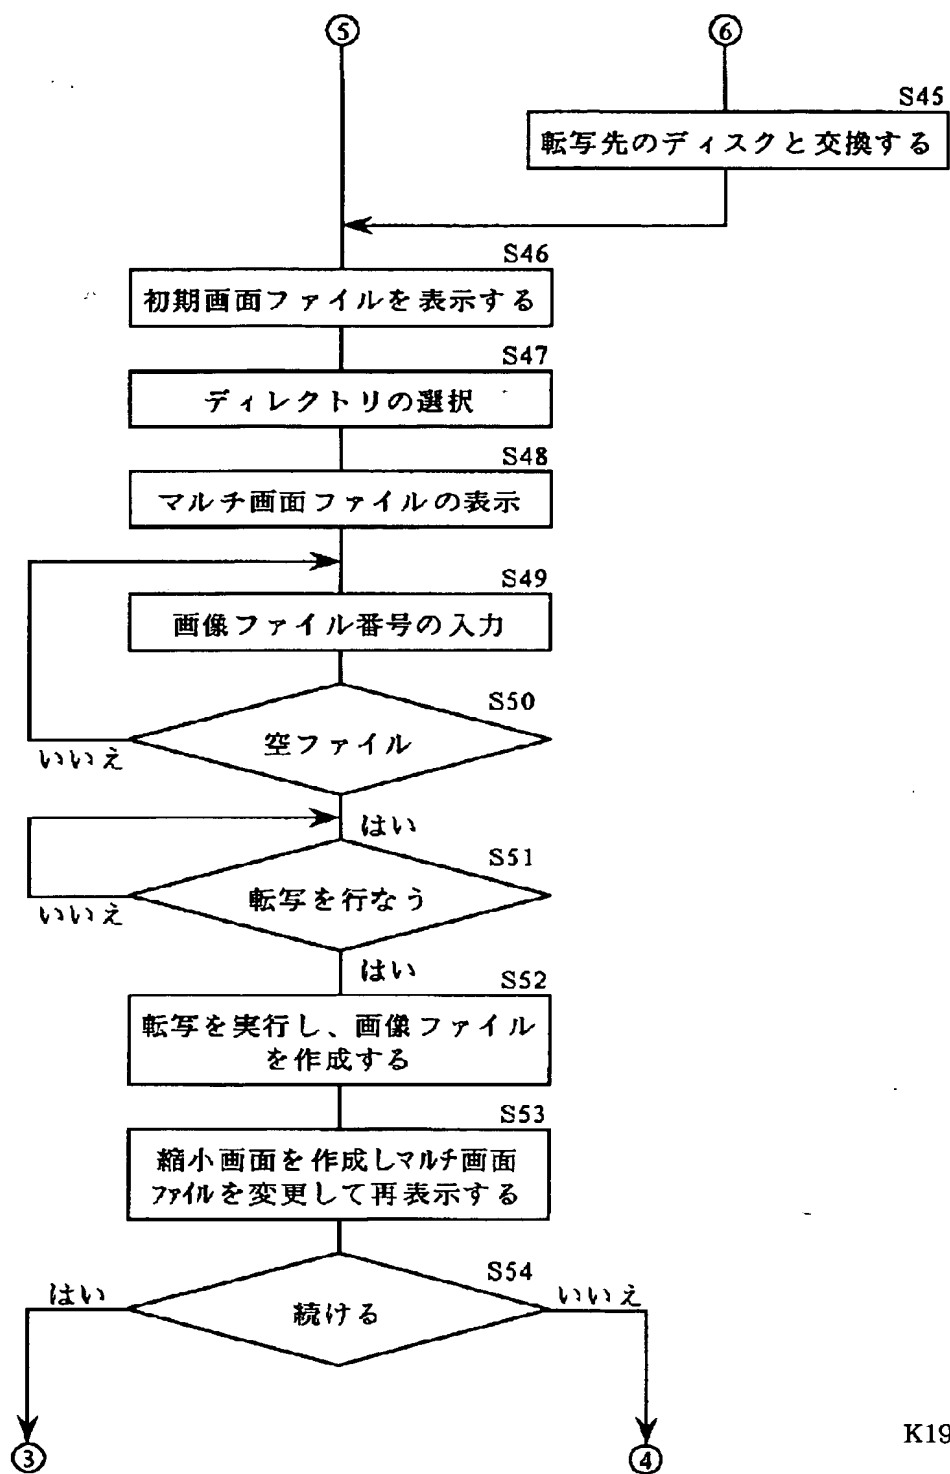 ⑤
⑥
S45
転写先のディスクと交換する
S46
初期画面ファイルを表示する
S47
ディレクトリの選択
S48
マルチ画面ファイルの表示
S49
画像ファイル番号の入力
S50
空ファイル
いいえ
はい
S51
転写を行なう
いいえ
はい
S52
転写を実行し、画像ファイル
を作成する
S53
縮小画面を作成しマルチ画面
ファイルを変更して再表示する
S54
はい
続ける
いいえ
③
④
K19